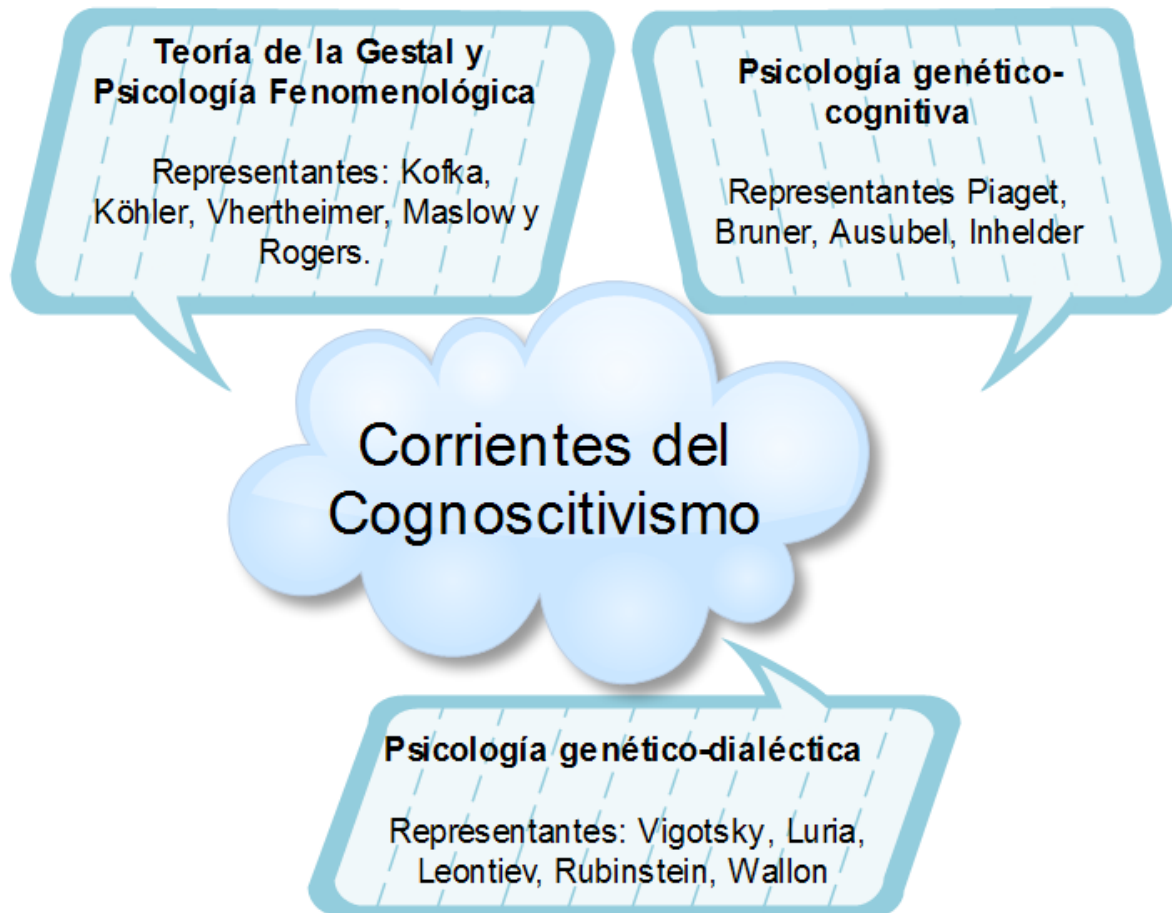 Teoría de la Gestal y
Psicología Fenomenológica
Representantes: Kofka,
Köhler, Vhertheimer, Maslow y
Rogers.
Psicología genético-
cognitiva
Representantes Piaget,
Bruner, Ausubel, Inhelder
Corrientes del
Cognoscitivismo
Psicología genético-dialéctica
Representantes: Vigotsky, Luria,
Leontiev, Rubinstein, Wallon